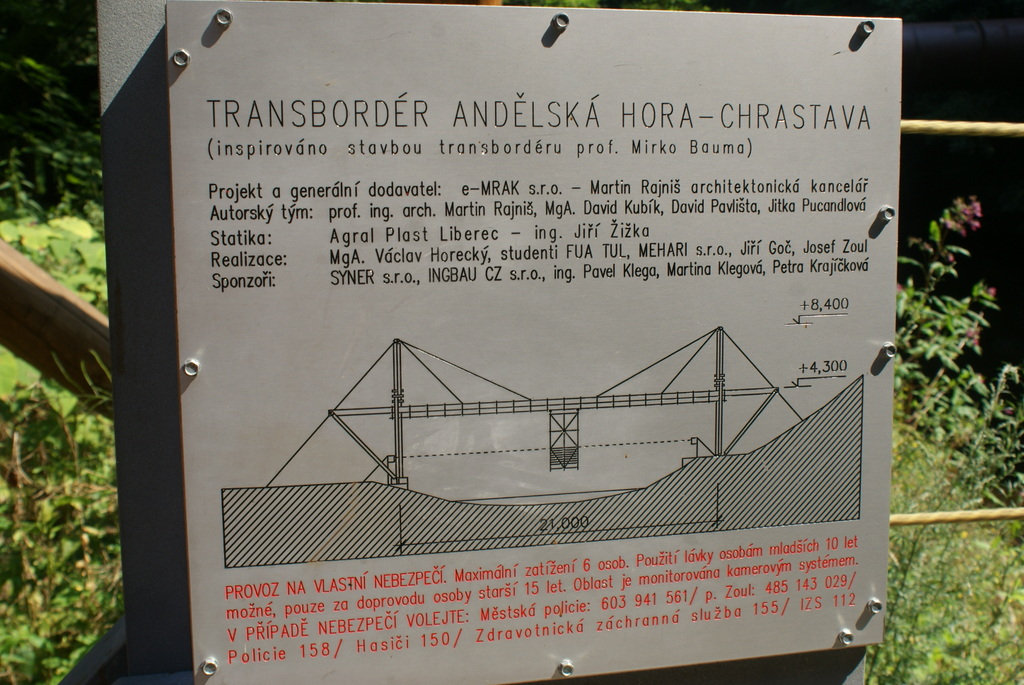 TRANSBORDÉR ANDĚLSKÁ HORA-CHRASTAVA
(inspirováno stavbou transbordéru prof. Mirko Bauma)
Projekt a generální dodavatel: e-MRAK s.r.o. – Martin Rajniš architektonická kancelář
Autorský tým: prof. ing. arch. Martin Rajniš, MgA. David Kubík, David Pavlišta, Jitka Pucandlová
Statika: Agral Plast Liberec – ing. Jiří Žižka
Realizace: MgA. Václav Horecký, studenti FUA TUL, MEHARI s.r.o., Jiří Goč, Josef Zoul
Sponzoři: SYNER s.r.o., INGBAU CZ s.r.o., ing. Pavel Klega, Martina Klegová, Petra Krajíčková
+8,400
+4,300
21,000
PROVOZ NA VLASTNÍ NEBEZPEČÍ. Maximální zatížení 6 osob. Použití lávky osobám mladších 10 let
možné, pouze za doprovodu osoby starší 15 let. Oblast je monitorována kamerovým systémem.
V PŘÍPADĚ NEBEZPEČÍ VOLEJTE: Městská policie: 603 941 561/ p. Zoul: 485 143 029/
Policie 158/ Hasiči 150/ Zdravotnická záchranná služba 155/ IZS 112